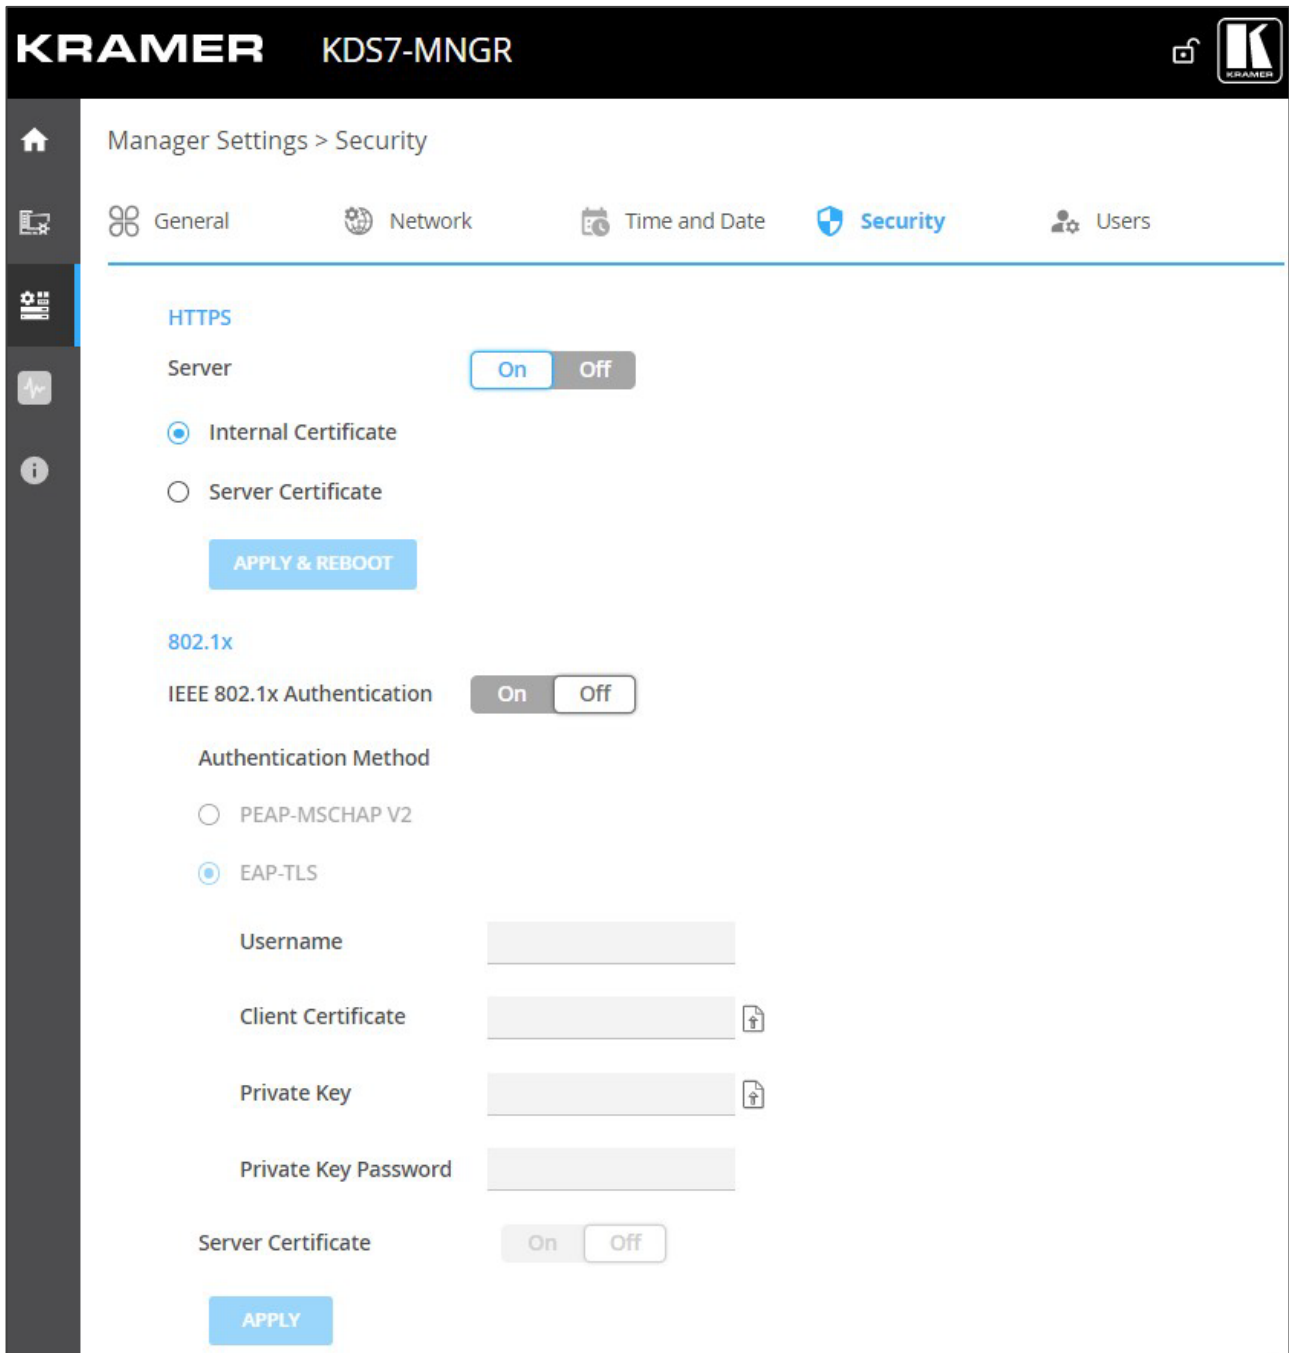 KRAMER KDS7-MNGR
KRAMER
Manager Settings > Security
General Network Time and Date Security Users
HTTPS
Server On Off
Internal Certificate
Server Certificate
APPLY & REBOOT
802.1x
IEEE 802.1x Authentication On Off
Authentication Method
PEAP-MSCHAP V2
EAP-TLS
Username
Client Certificate
Private Key
Private Key Password
Server Certificate On Off
APPLY